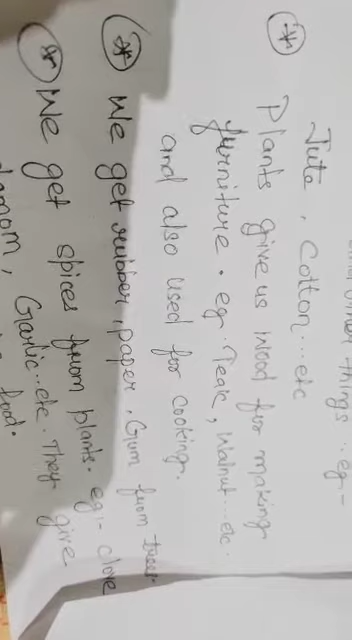 other things.. eg-
Jute, Cotton...etc
Plants give us Wood for making
furniture. eg. Teac, Walnut...etc.
and also used for cooking.
We get rubber, paper, Gum from trees.
We get spices from plants. eg- clove
Garlic...etc. They give
food.